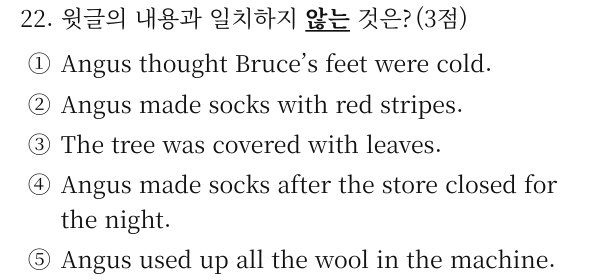 22. 윗글의 내용과 일치하지 않는 것은?(3점)
① Angus thought Bruce's feet were cold.
② Angus made socks with red stripes.
③ The tree was covered with leaves.
④ Angus made socks after the store closed for
the night.
⑤ Angus used up all the wool in the machine.